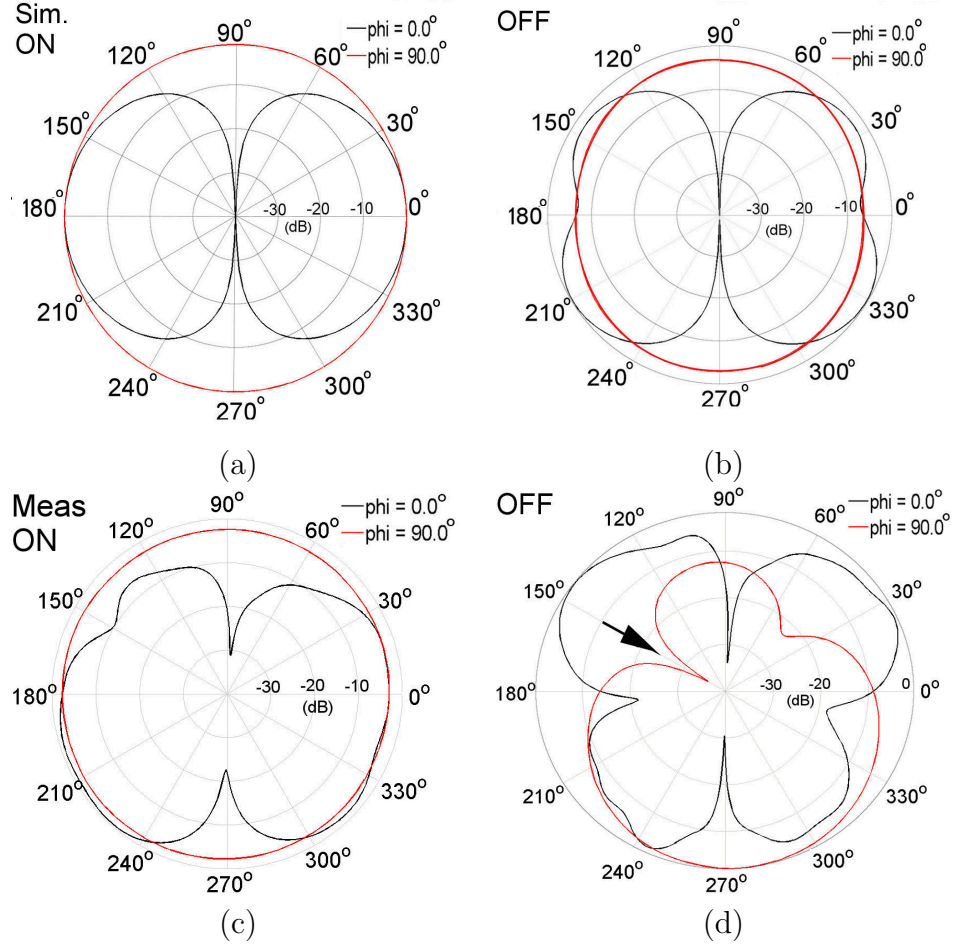 Sim.
ON
phi = 0.0°
phi = 90.0°
90°
120°
60°
150°
30°
180°
0°
-30
-20
-10
(dB)
210°
330°
240°
300°
270°
(a)
OFF
phi = 0.0°
phi = 90.0°
90°
120°
60°
150°
30°
180°
0°
-30
-20
-10
(dB)
210°
330°
240°
300°
270°
(b)
Meas
ON
phi = 0.0°
phi = 90.0°
90°
120°
60°
150°
30°
180°
0°
-30
-20
-10
(dB)
210°
330°
240°
300°
270°
(c)
OFF
phi = 0.0°
phi = 90.0°
90°
120°
60°
150°
30°
180°
0°
-30
-20
0
(dB)
210°
330°
240°
300°
270°
(d)